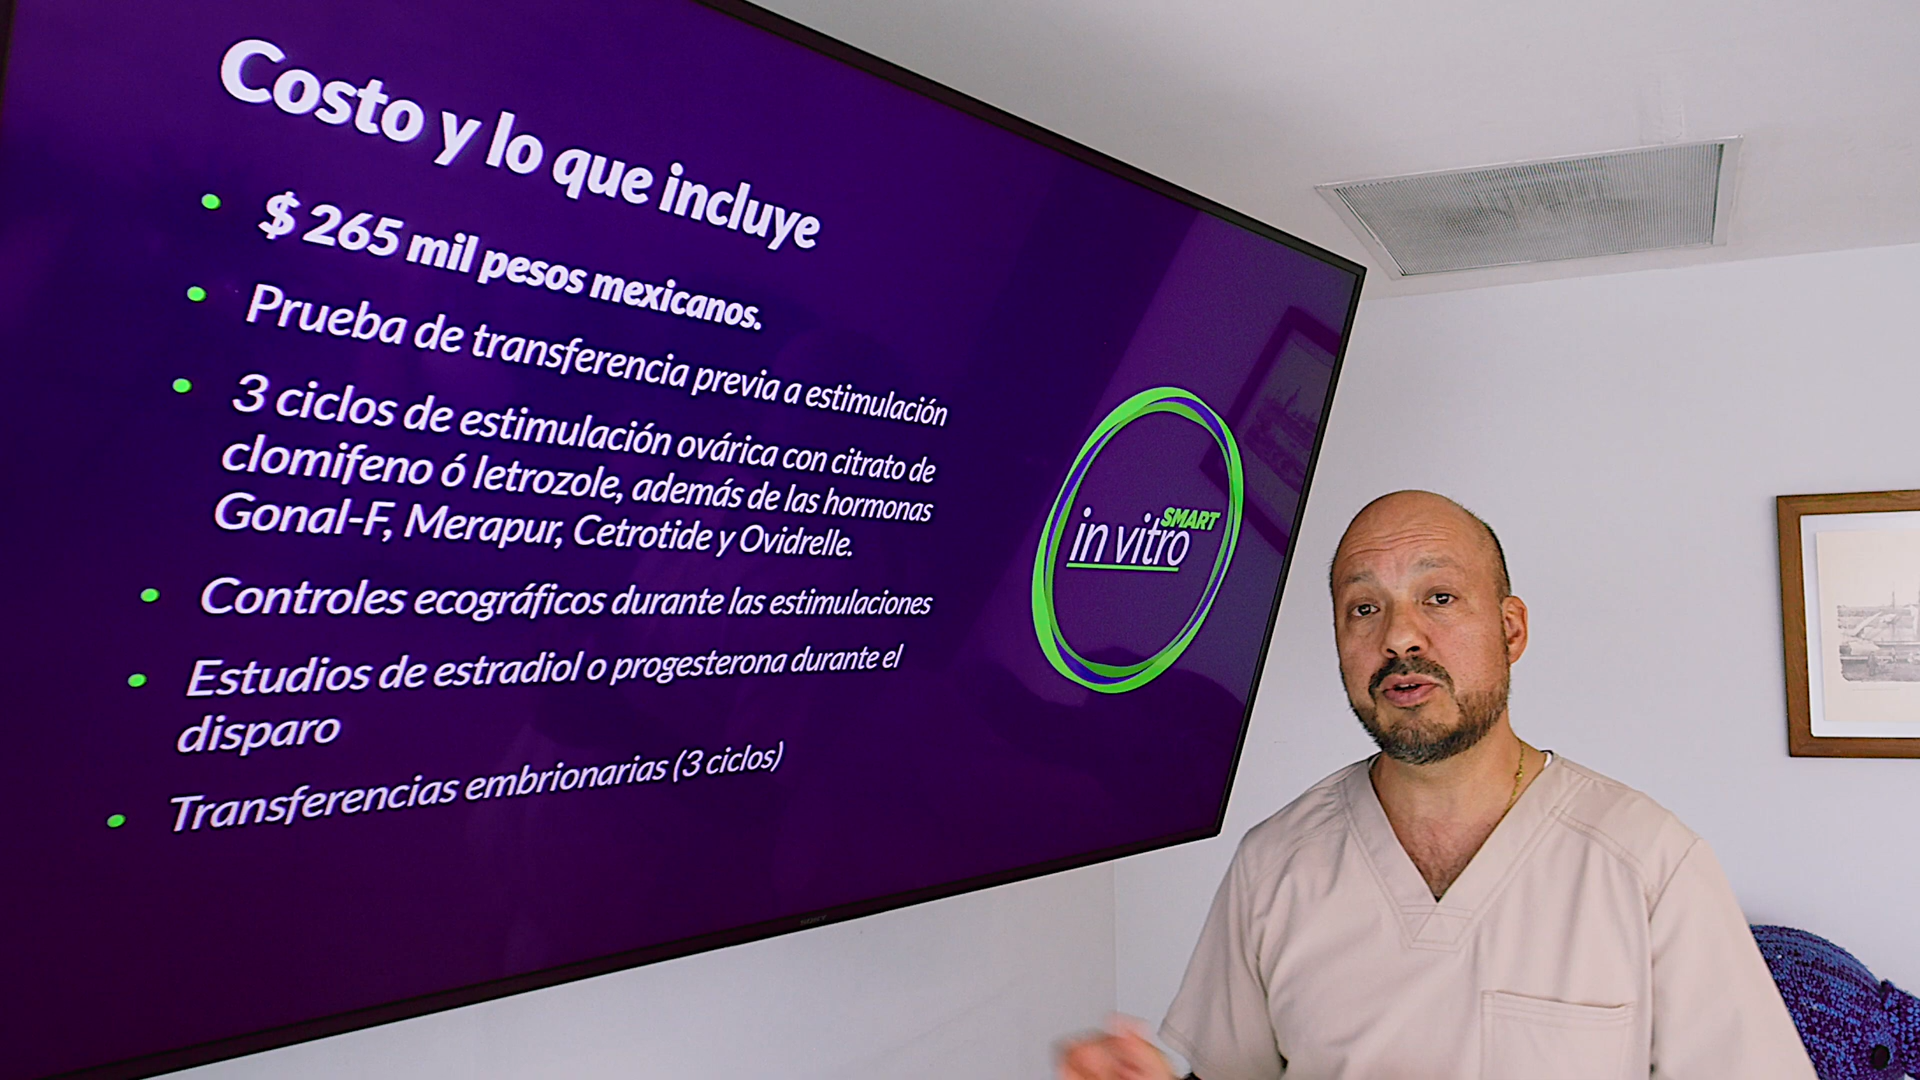 Costo y lo que incluye
$ 265 mil pesos mexicanos.
Prueba de transferencia previa a estimulación
3 ciclos de estimulación ovárica con citrato de
clomifeno ó letrozole, además de las hormonas
Gonal-F, Merapur, Cetrotide y Ovidrelle.
Controles ecográficos durante las estimulaciones
Estudios de estradiol o progesterona durante el
disparo
Transferencias embrionarias (3 ciclos)
SMART
in vitro
SONY